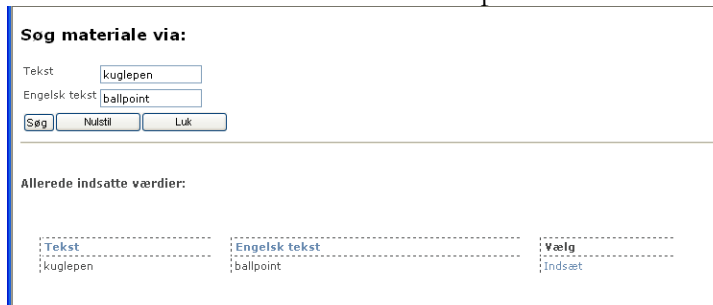 Søg materiale via:
Tekst kuglepen
Engelsk tekst ballpoint
Søg Nulstil Luk
Allerede indsatte værdier:
Tekst Engelsk tekst Vælg
kuglepen ballpoint Indsæt